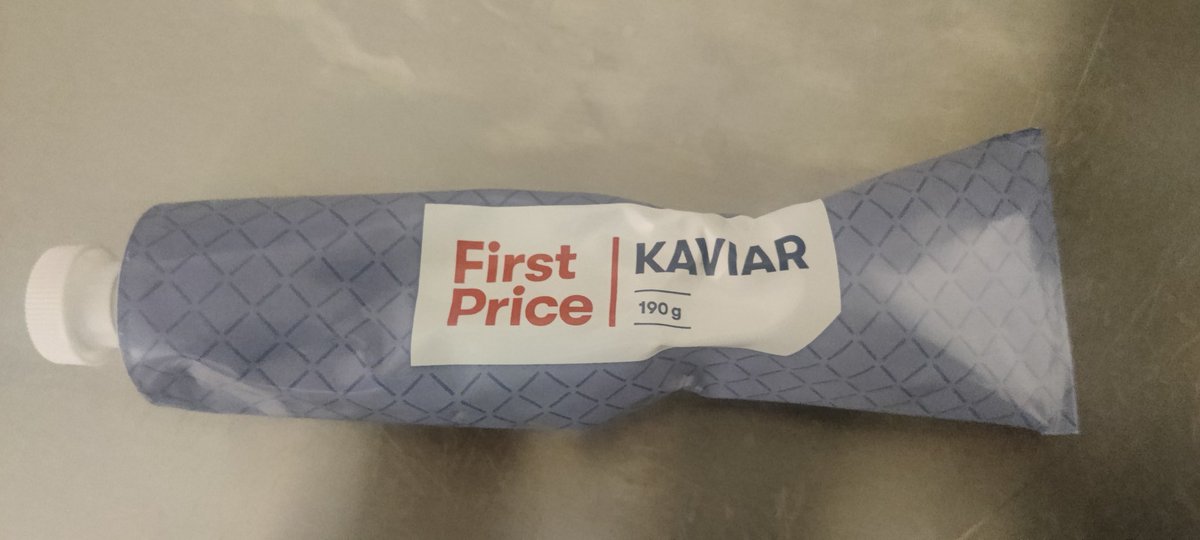 First
Price
KAVIAR
190 g